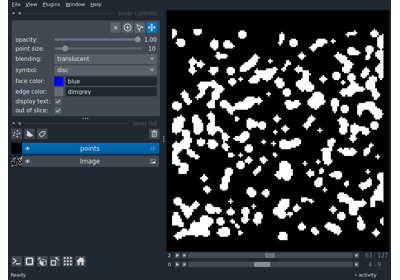 File View Plugins Window Help
layer controls
opacity: 1.00
point size: 10
blending: translucent
symbol: disc
face color: blue
edge color: dimgrey
display text:
out of slice:
layer list
points
Image
2 63 127
0 4 9
Ready activity